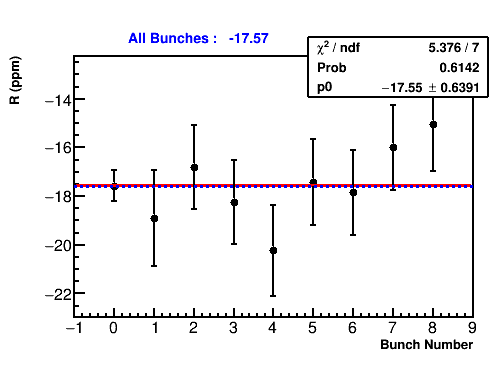 All Bunches :   -17.57
χ² / ndf   5.376 / 7
Prob   0.6142
p0   −17.55 ± 0.6391
R (ppm)
−14
−16
−18
−20
−22
−1 0 1 2 3 4 5 6 7 8 9
Bunch Number